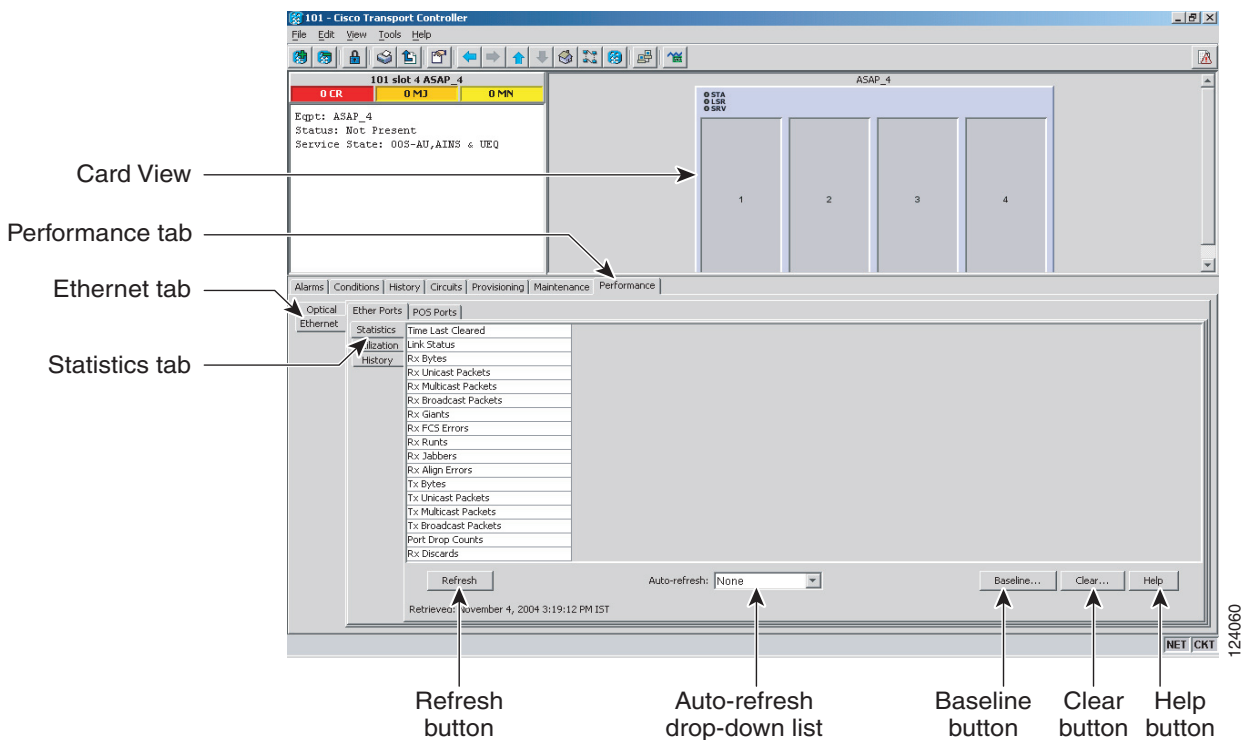 101 - Cisco Transport Controller
File Edit View Tools Help
101 slot 4 ASAP_4
0 CR 0 MJ 0 MN
Eqpt: ASAP_4
Status: Not Present
Service State: OOS-AU,AINS & UEQ
ASAP_4
STA
LSR
SRV
1 2 3 4
Card View
Performance tab
Ethernet tab
Statistics tab
Alarms Conditions History Circuits Provisioning Maintenance Performance
Optical
Ethernet
Ether Ports POS Ports
Statistics
History
Time Last Cleared
Link Status
Rx Bytes
Rx Unicast Packets
Rx Multicast Packets
Rx Broadcast Packets
Rx Giants
Rx FCS Errors
Rx Runts
Rx Jabbers
Rx Align Errors
Tx Bytes
Tx Unicast Packets
Tx Multicast Packets
Tx Broadcast Packets
Port Drop Counts
Rx Discards
Refresh Auto-refresh: None Baseline... Clear... Help
Retrieved: November 4, 2004 3:19:12 PM IST
NET CKT
124060
Refresh button
Auto-refresh drop-down list
Baseline button
Clear button
Help button